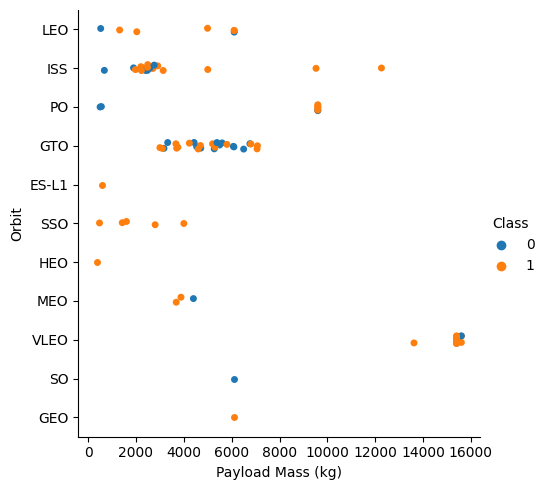 LEO
ISS
PO
GTO
ES-L1
SSO
HEO
MEO
VLEO
SO
GEO
Orbit
Class
0
1
0 2000 4000 6000 8000 10000 12000 14000 16000
Payload Mass (kg)